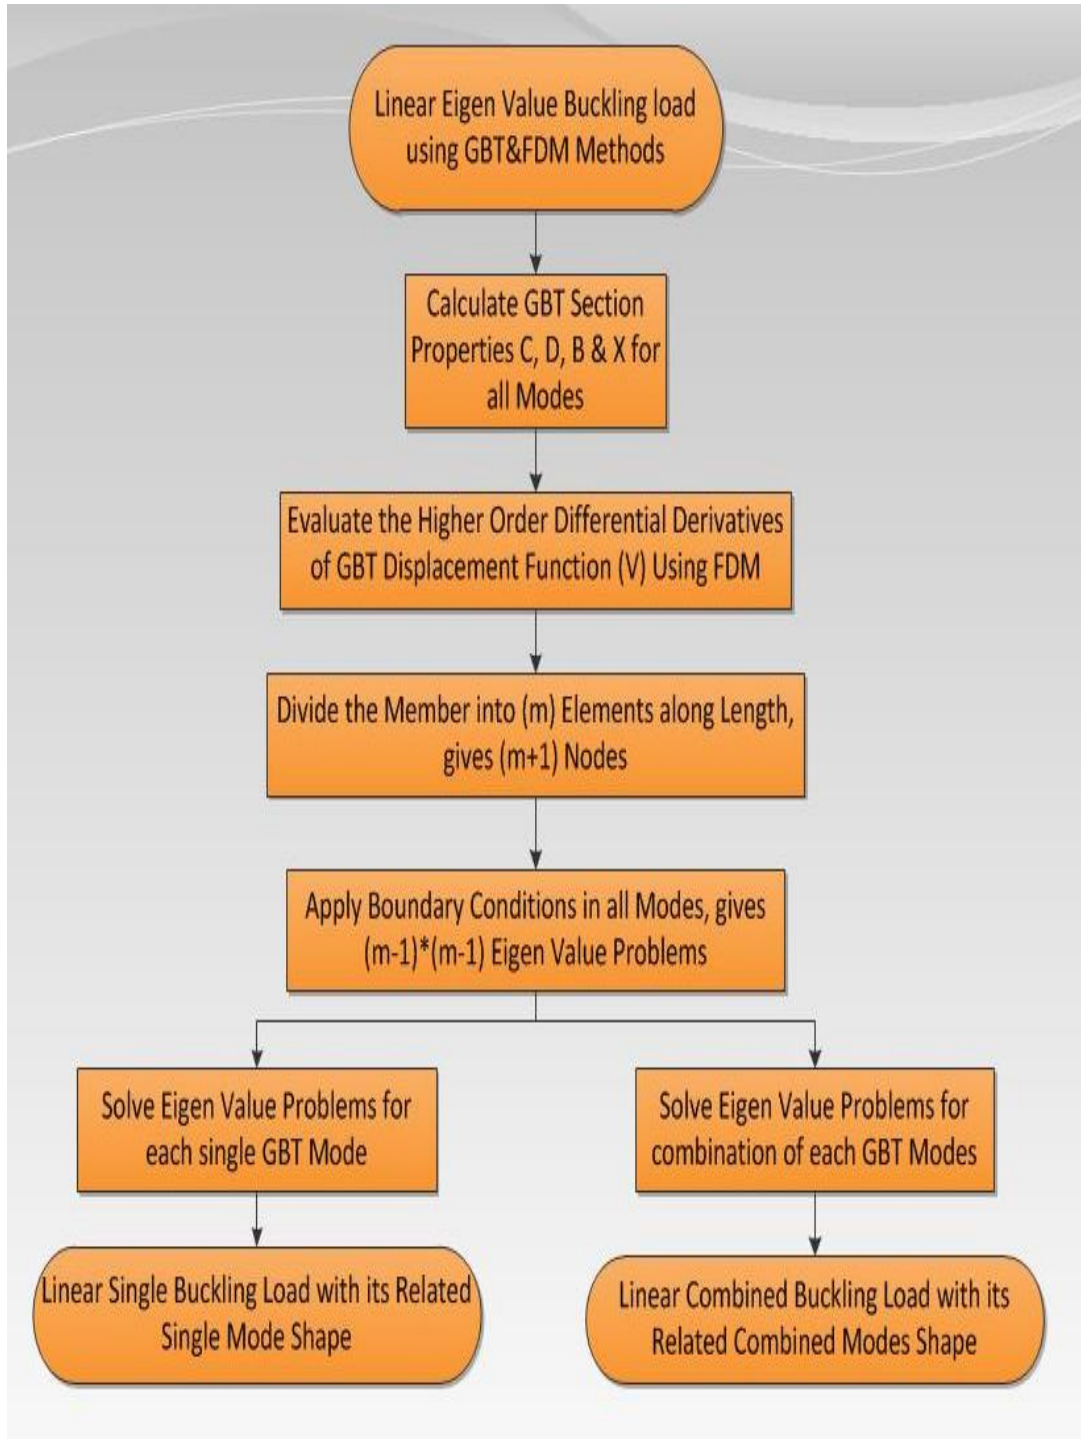 Linear Eigen Value Buckling load
using GBT&FDM Methods
Calculate GBT Section
Properties C, D, B & X for
all Modes
Evaluate the Higher Order Differential Derivatives
of GBT Displacement Function (V) Using FDM
Divide the Member into (m) Elements along Length,
gives (m+1) Nodes
Apply Boundary Conditions in all Modes, gives
(m-1)*(m-1) Eigen Value Problems
Solve Eigen Value Problems for
each single GBT Mode
Solve Eigen Value Problems for
combination of each GBT Modes
Linear Single Buckling Load with its Related
Single Mode Shape
Linear Combined Buckling Load with its
Related Combined Modes Shape